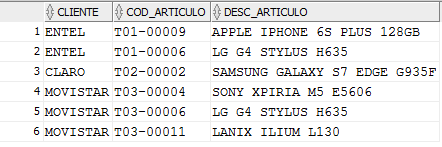 CLIENTE COD_ARTICULO DESC_ARTICULO
1 ENTEL T01-00009 APPLE IPHONE 6S PLUS 128GB
2 ENTEL T01-00006 LG G4 STYLUS H635
3 CLARO T02-00002 SAMSUNG GALAXY S7 EDGE G935F
4 MOVISTAR T03-00004 SONY XPIRIA M5 E5606
5 MOVISTAR T03-00006 LG G4 STYLUS H635
6 MOVISTAR T03-00011 LANIX ILIUM L130